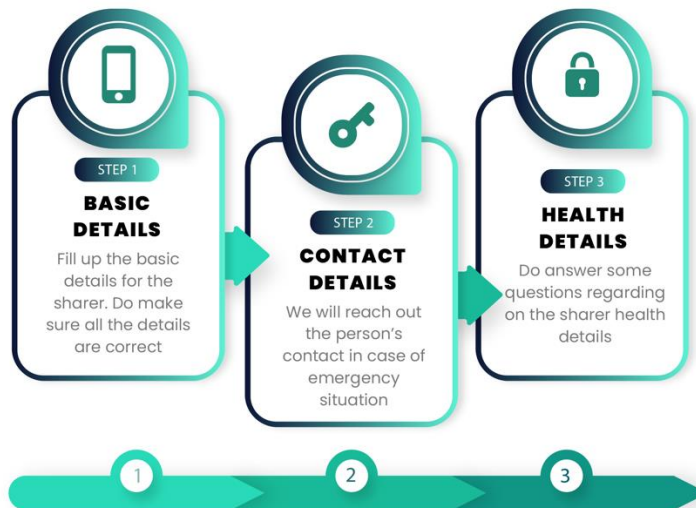 STEP 1
BASIC
DETAILS
Fill up the basic
details for the
sharer. Do make
sure all the details
are correct
STEP 2
CONTACT
DETAILS
We will reach out
the person's
contact in case of
emergency
situation
STEP 3
HEALTH
DETAILS
Do answer some
questions regarding
on the sharer health
details
1
2
3